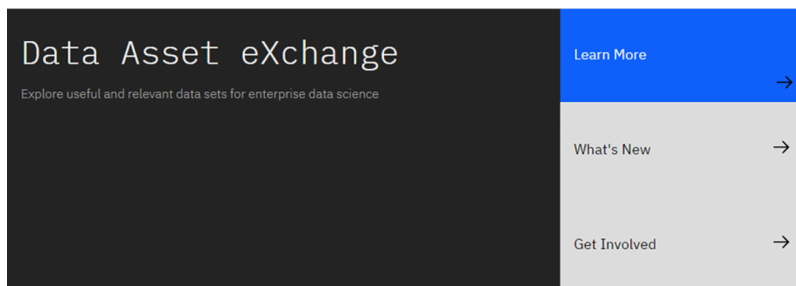 Data Asset eXchange
Explore useful and relevant data sets for enterprise data science
Learn More
What's New
Get Involved